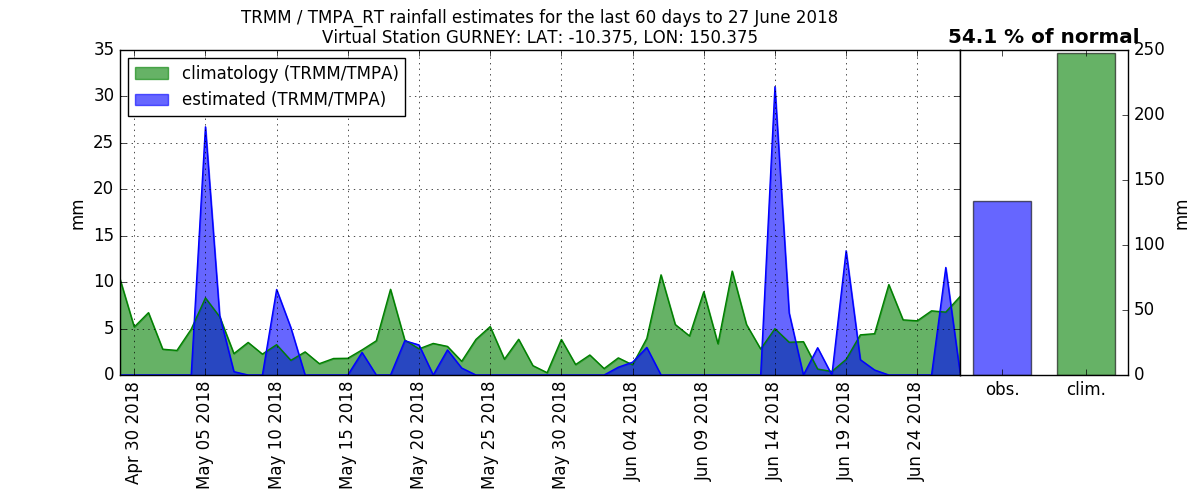 TRMM / TMPA_RT rainfall estimates for the last 60 days to 27 June 2018
Virtual Station GURNEY: LAT: -10.375, LON: 150.375
54.1 % of normal
climatology (TRMM/TMPA)
estimated (TRMM/TMPA)
35
30
25
20
15
10
5
0
mm
Apr 30 2018
May 05 2018
May 10 2018
May 15 2018
May 20 2018
May 25 2018
May 30 2018
Jun 04 2018
Jun 09 2018
Jun 14 2018
Jun 19 2018
Jun 24 2018
obs.
clim.
250
200
150
100
50
0
mm